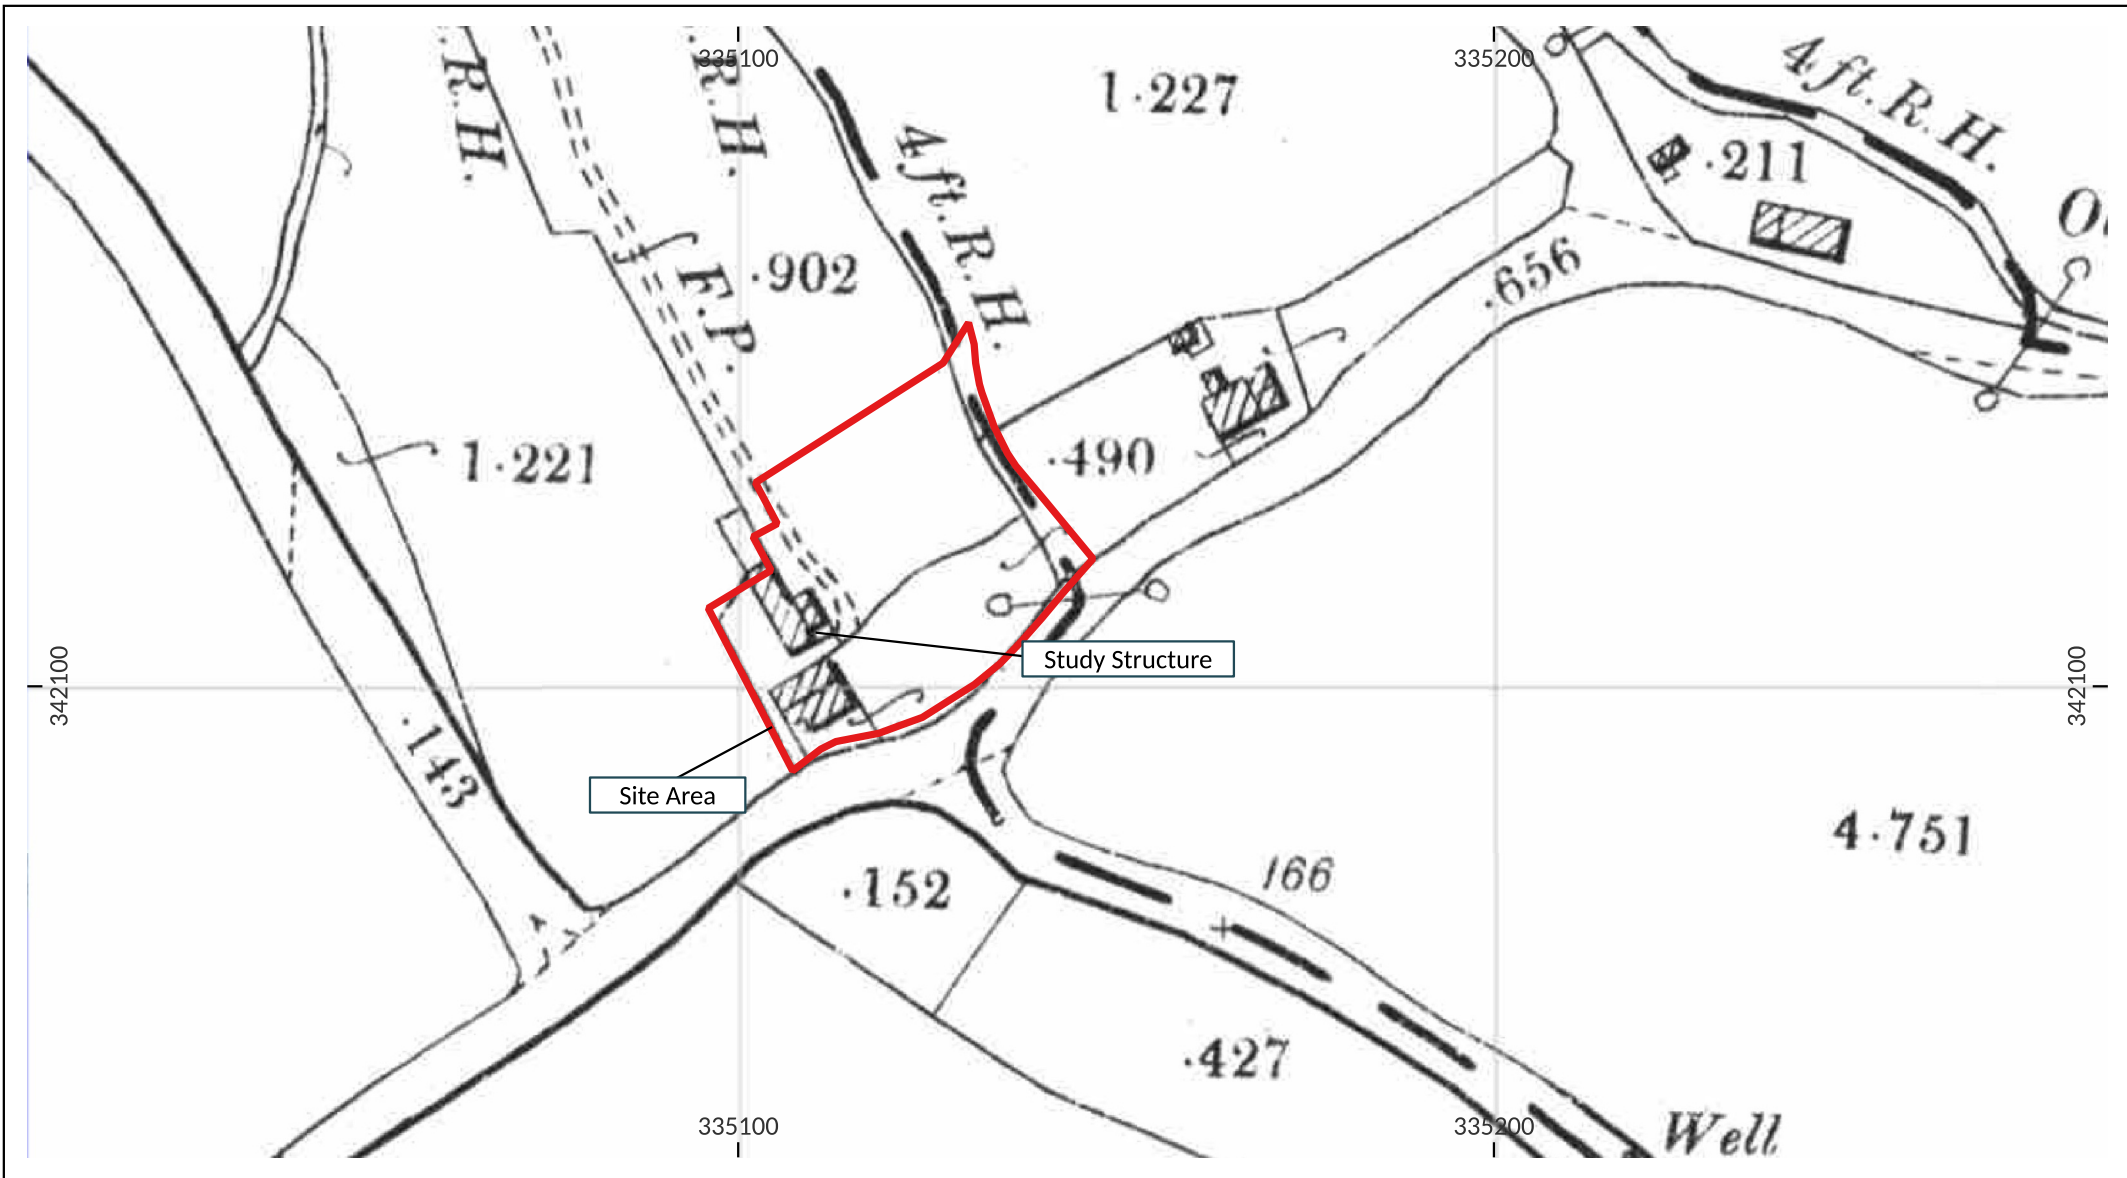 335100
335200
1·227
4ft.R.H.
.R.H.
.R.H.
4ft.R.H.
·211
·902
F.P.
·656
1·221
·490
Study Structure
342100
342100
·143
Site Area
4·751
·152
166
·427
335100
335200
Well